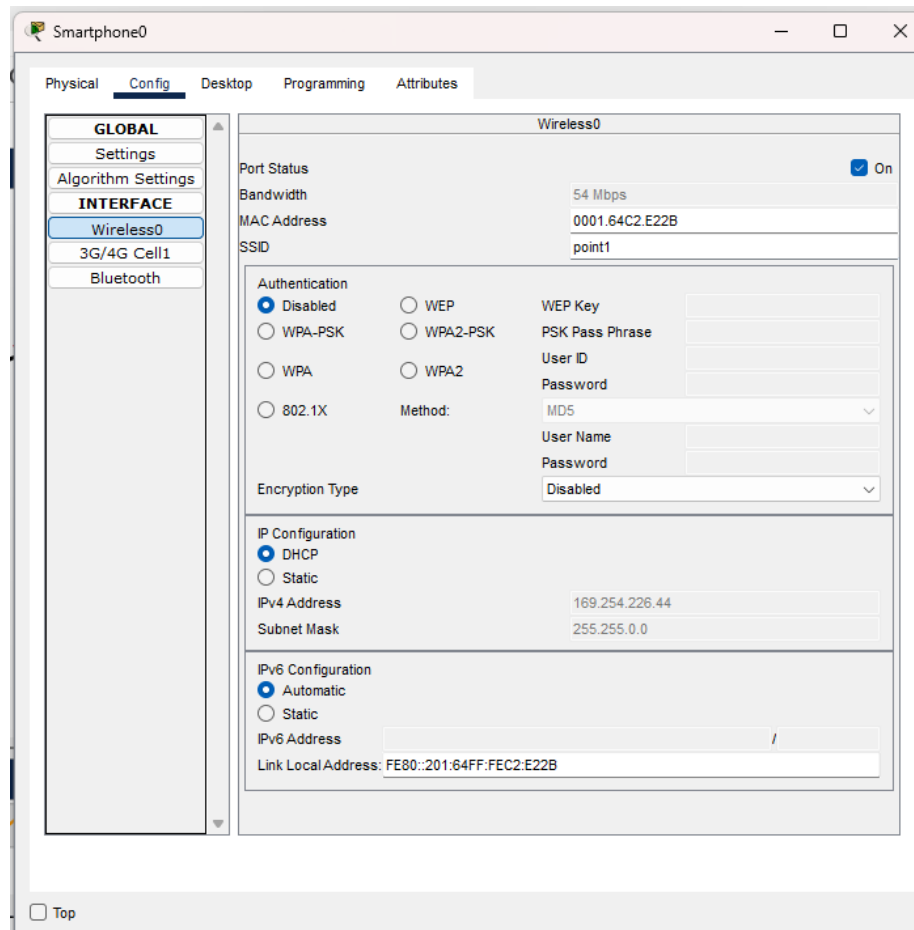 Smartphone0
Physical Config Desktop Programming Attributes
GLOBAL
Settings
Algorithm Settings
INTERFACE
Wireless0
3G/4G Cell1
Bluetooth
Wireless0
Port Status On
Bandwidth 54 Mbps
MAC Address 0001.64C2.E22B
SSID point1
Authentication
Disabled WEP WEP Key
WPA-PSK WPA2-PSK PSK Pass Phrase
User ID
WPA WPA2
Password
802.1X Method: MD5
User Name
Password
Encryption Type Disabled
IP Configuration
DHCP
Static
IPv4 Address 169.254.226.44
Subnet Mask 255.255.0.0
IPv6 Configuration
Automatic
Static
IPv6 Address /
Link Local Address: FE80::201:64FF:FEC2:E22B
Top